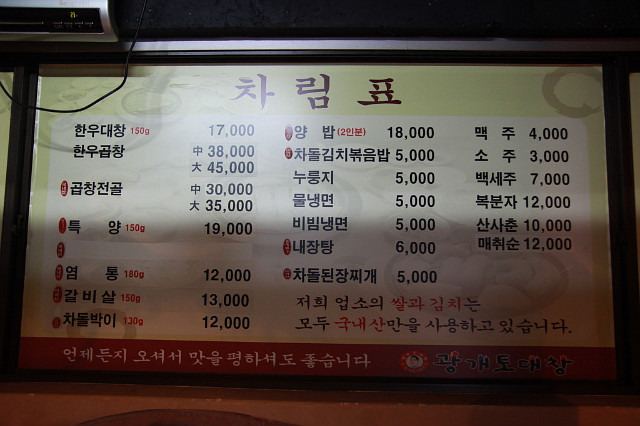 차림표
한우대창 150g 17,000
한우곱창 中 38,000
大 45,000
곱창전골 中 30,000
大 35,000
특 양 150g 19,000
염 통 180g 12,000
갈비살 150g 13,000
차돌박이 130g 12,000
양 밥 (2인분) 18,000
차돌김치볶음밥 5,000
누룽지 5,000
물냉면 5,000
비빔냉면 5,000
내장탕 6,000
차돌된장찌개 5,000
맥 주 4,000
소 주 3,000
백세주 7,000
복분자 12,000
산사춘 10,000
매취순 12,000
저희 업소의 쌀과 김치는
모두 국내산만을 사용하고 있습니다.
언제든지 오셔서 맛을 평하셔도 좋습니다
광개토대창